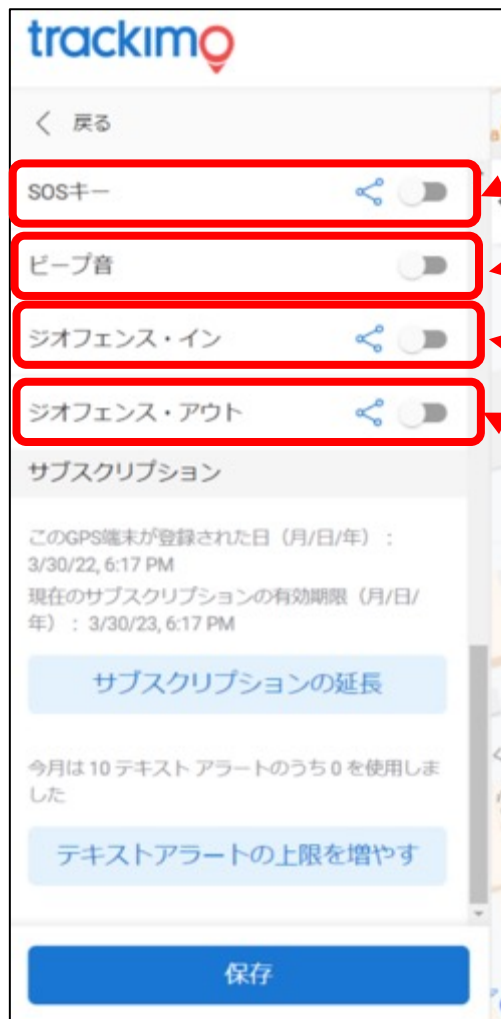 trackimo
戻る
SOSキー
ビープ音
ジオフェンス・イン
ジオフェンス・アウト
サブスクリプション
このGPS端末が登録された日（月/日/年）：
3/30/22, 6:17 PM
現在のサブスクリプションの有効期限（月/日/
年）： 3/30/23, 6:17 PM
サブスクリプションの延長
今月は 10 テキスト アラートのうち 0 を使用しま
した
テキストアラートの上限を増やす
保存